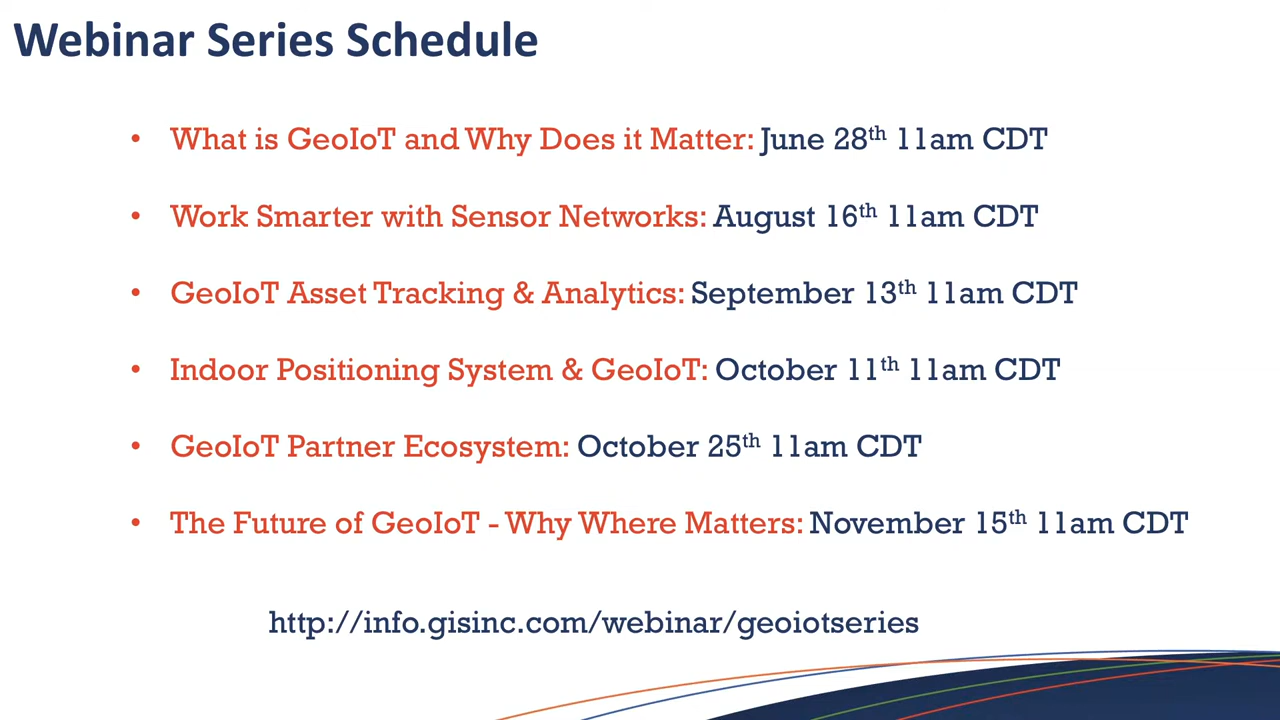 Webinar Series Schedule
• What is GeoIoT and Why Does it Matter: June 28th 11am CDT
• Work Smarter with Sensor Networks: August 16th 11am CDT
• GeoIoT Asset Tracking & Analytics: September 13th 11am CDT
• Indoor Positioning System & GeoIoT: October 11th 11am CDT
• GeoIoT Partner Ecosystem: October 25th 11am CDT
• The Future of GeoIoT - Why Where Matters: November 15th 11am CDT
http://info.gisinc.com/webinar/geoiotseries